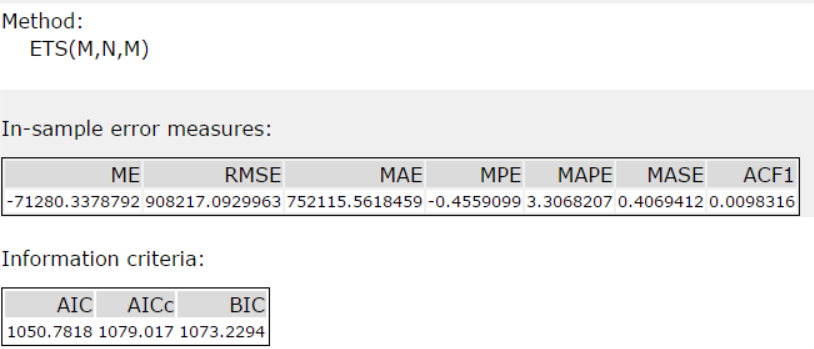 Method:
ETS(M,N,M)
In-sample error measures:
ME RMSE MAE MPE MAPE MASE ACF1
-71280.3378792 908217.0929963 752115.5618459 -0.4559099 3.3068207 0.4069412 0.0098316
Information criteria:
AIC AICc BIC
1050.7818 1079.017 1073.2294